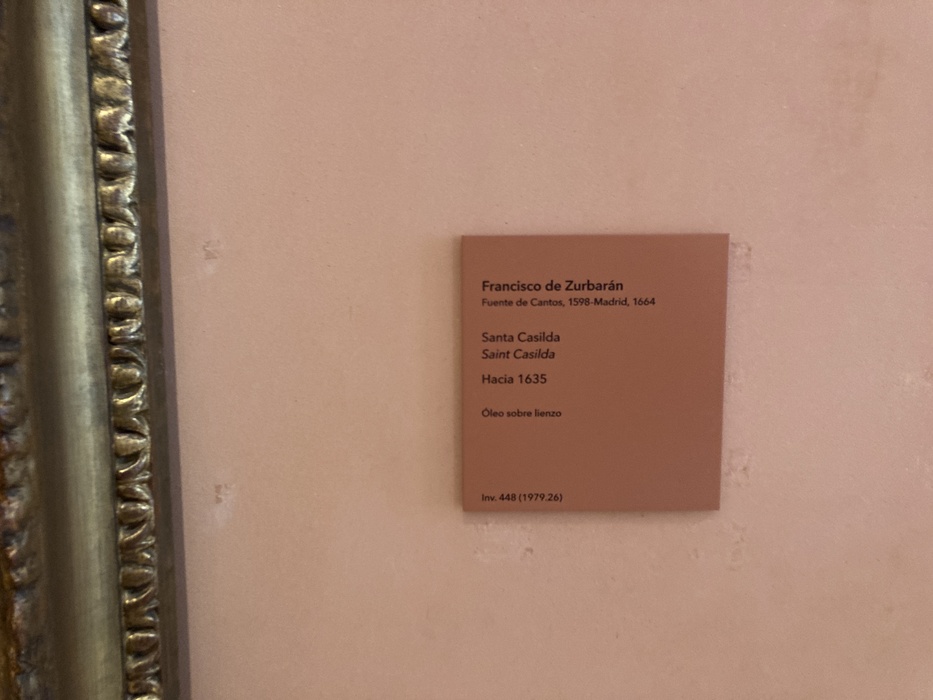 Francisco de Zurbarán
Fuente de Cantos, 1598-Madrid, 1664
Santa Casilda
Saint Casilda
Hacia 1635
Óleo sobre lienzo
Inv. 448 (1979.26)